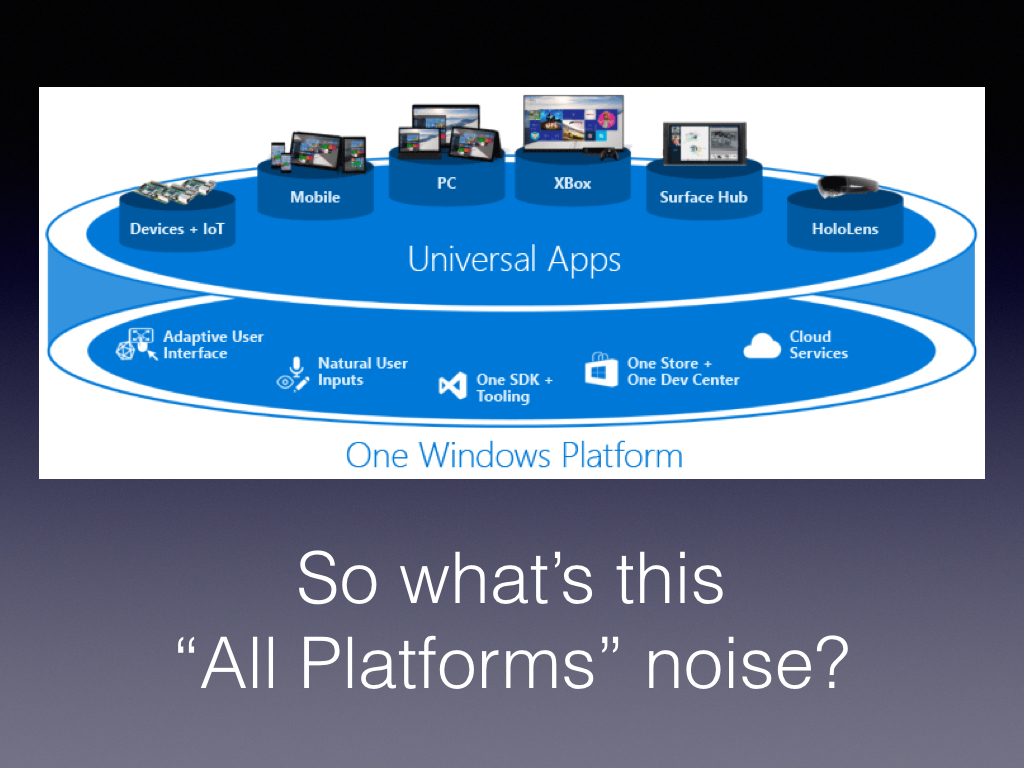 Devices + IoT
Mobile
PC
XBox
Surface Hub
HoloLens
Universal Apps
Adaptive User
Interface
Natural User
Inputs
One SDK +
Tooling
One Store +
One Dev Center
Cloud
Services
One Windows Platform
So what’s this
“All Platforms” noise?